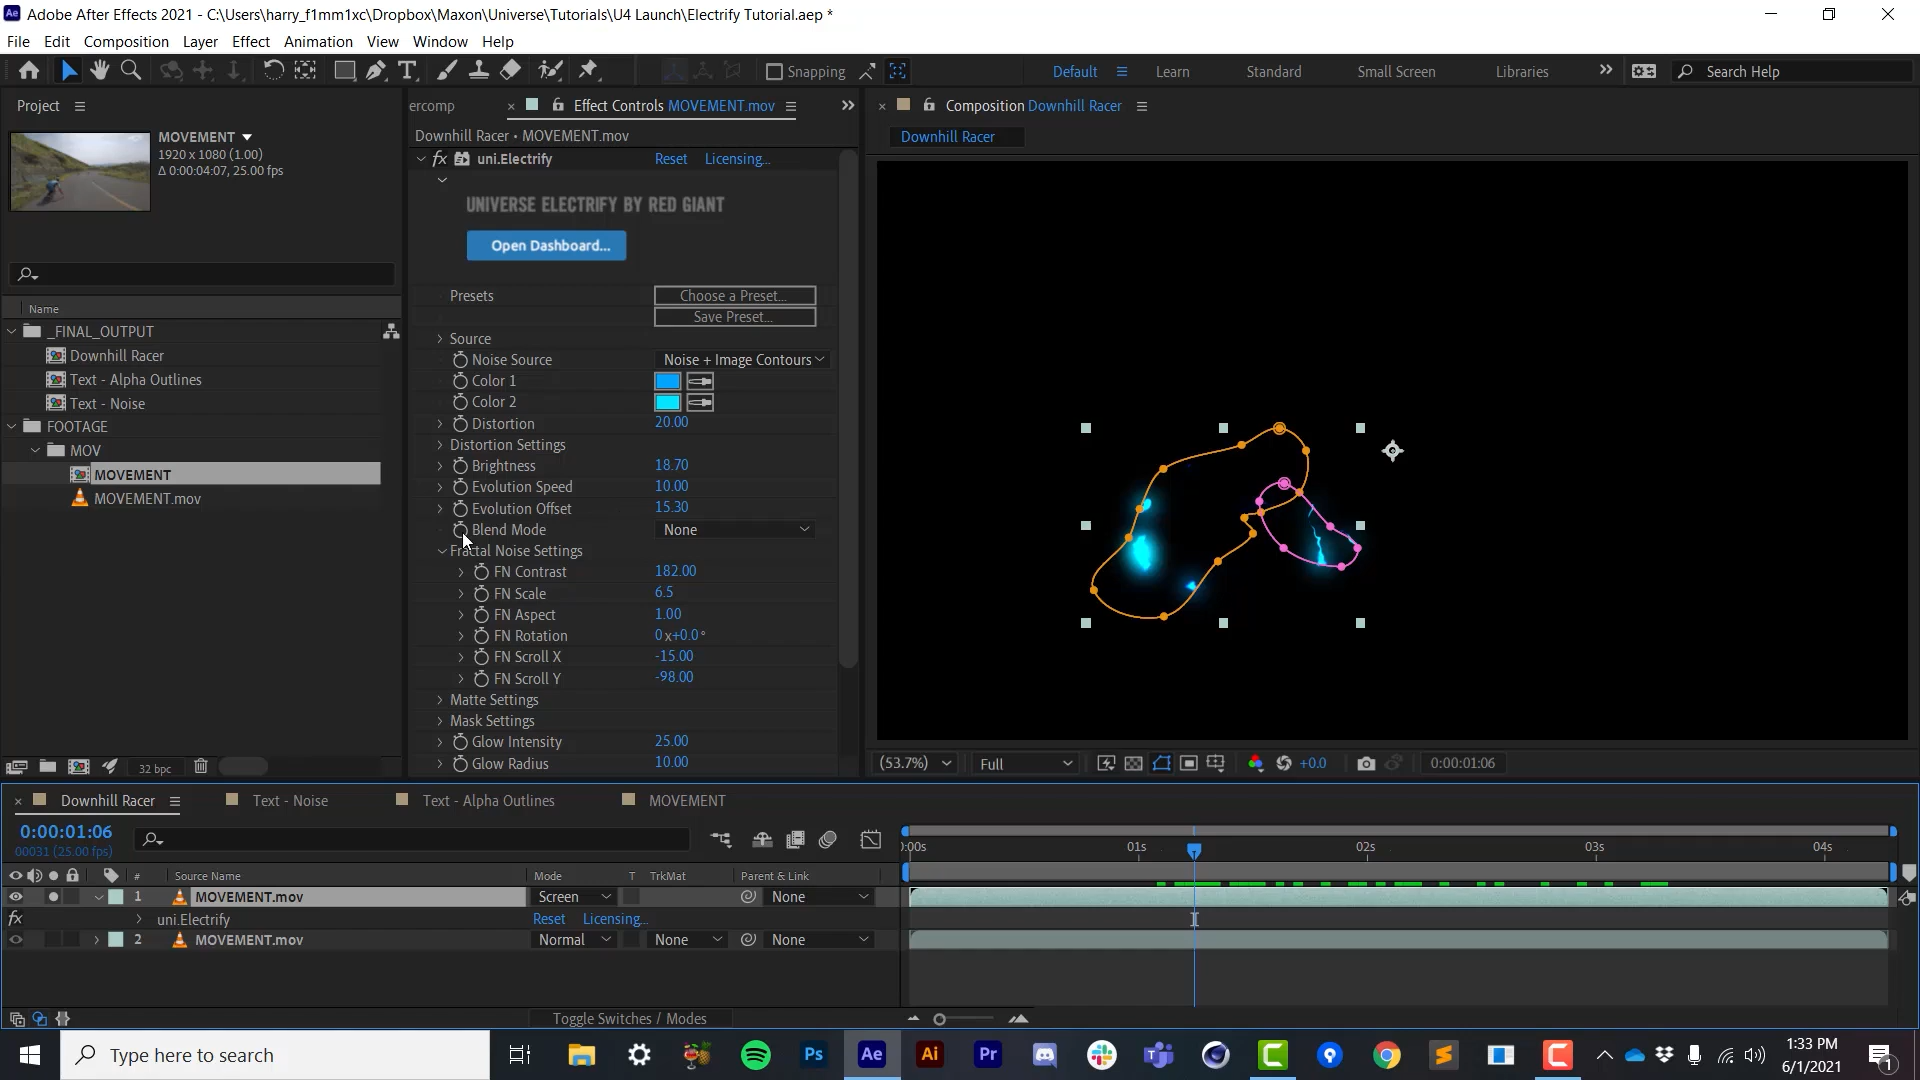 Adobe After Effects 2021 - C:\Users\harry_f1mm1xc\Dropbox\Maxon\Universe\Tutorials\U4 Launch\Electrify Tutorial.aep *
File Edit Composition Layer Effect Animation View Window Help
Snapping Default Learn Standard Small Screen Libraries Search Help
Project
MOVEMENT
1920 x 1080 (1.00)
Δ 0:00:04:07, 25.00 fps
Name
_FINAL_OUTPUT
Downhill Racer
Text - Alpha Outlines
Text - Noise
FOOTAGE
MOV
MOVEMENT
MOVEMENT.mov
32 bpc
ercomp Effect Controls MOVEMENT.mov
Downhill Racer • MOVEMENT.mov
fx uni.Electrify Reset Licensing...
UNIVERSE ELECTRIFY BY RED GIANT
Open Dashboard...
Presets Choose a Preset...
Save Preset...
Source
Noise Source Noise + Image Contours
Color 1
Color 2
Distortion 20.00
Distortion Settings
Brightness 18.70
Evolution Speed 10.00
Evolution Offset 15.30
Blend Mode None
Fractal Noise Settings
FN Contrast 182.00
FN Scale 6.5
FN Aspect 1.00
FN Rotation 0x+0.0°
FN Scroll X -15.00
FN Scroll Y -98.00
Matte Settings
Mask Settings
Glow Intensity 25.00
Glow Radius 10.00
Composition Downhill Racer
Downhill Racer
(53.7%) Full +0.0 0:00:01:06
Downhill Racer Text - Noise Text - Alpha Outlines MOVEMENT
0:00:01:06
00031 (25.00 fps)
:00s 01s 02s 03s 04s
# Source Name Mode T TrkMat Parent & Link
1 MOVEMENT.mov Screen None
fx uni.Electrify Reset Licensing...
2 MOVEMENT.mov Normal None None
Toggle Switches / Modes
Type here to search
Ps Ae Ai Pr
1:33 PM
6/1/2021
1